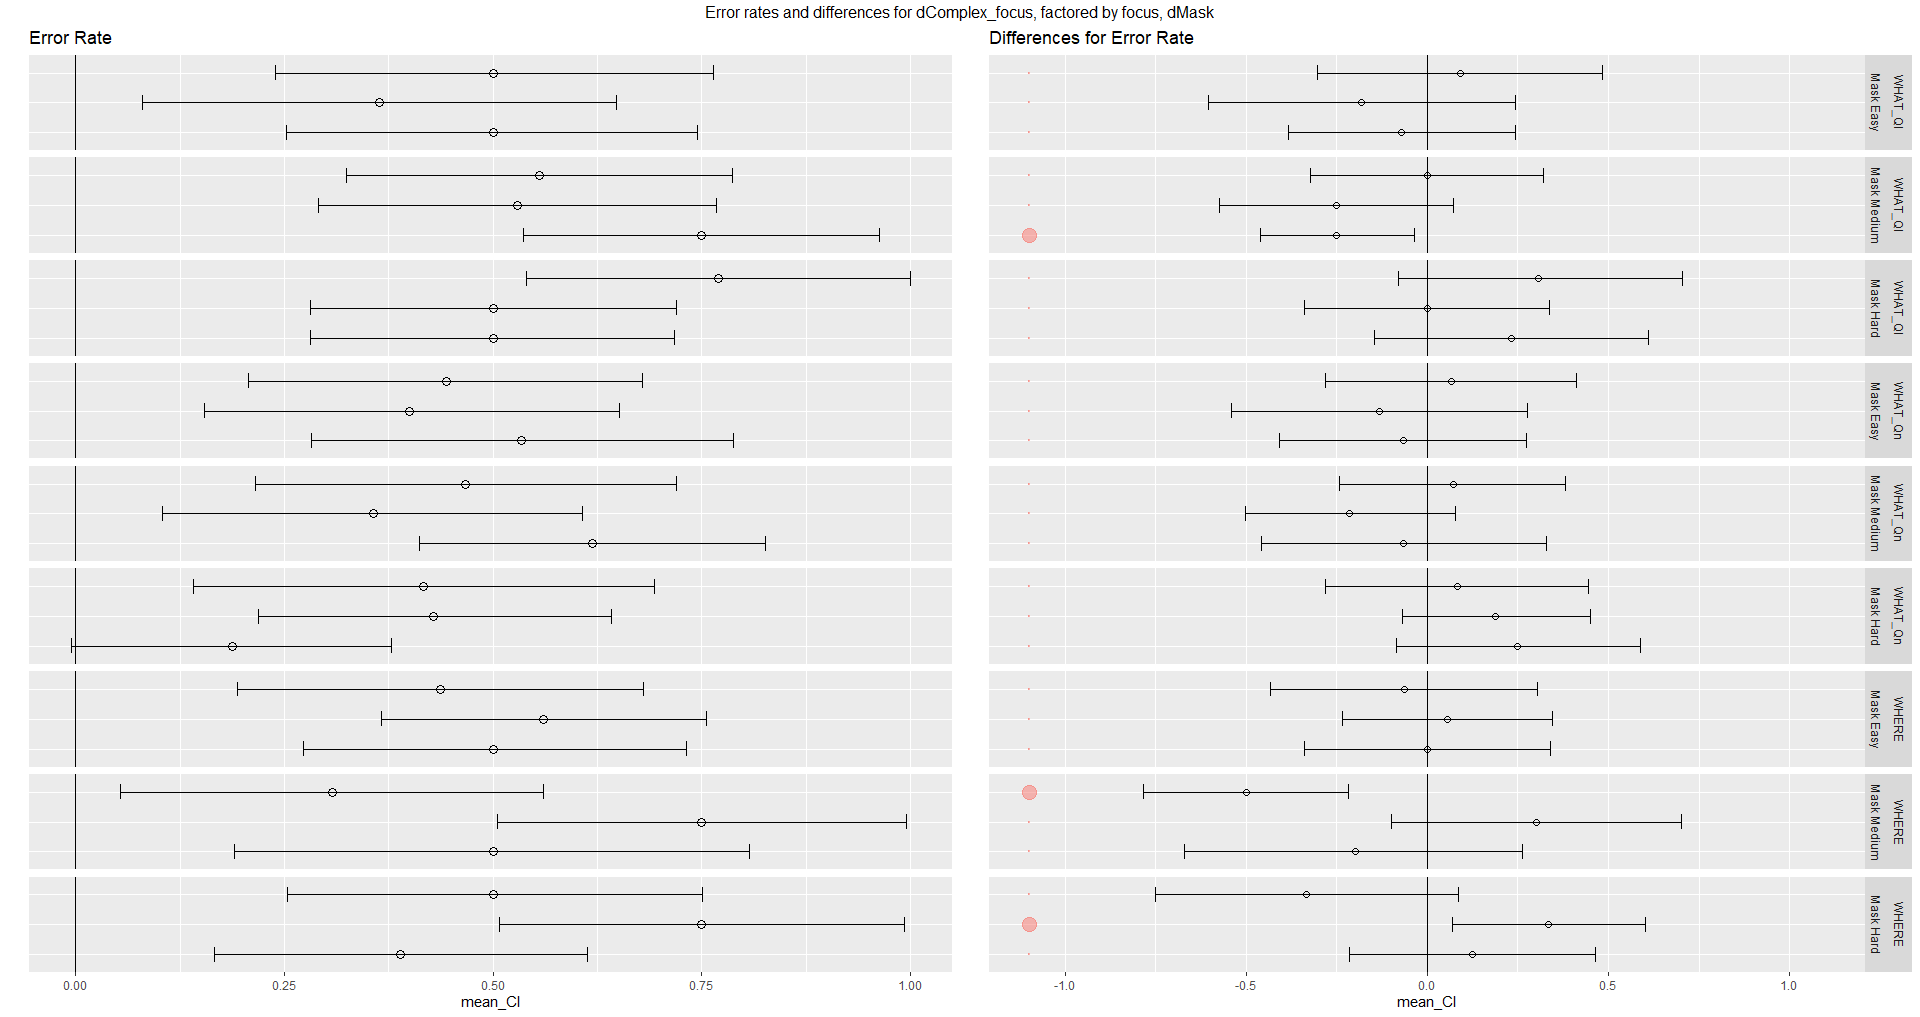 Error rates and differences for dComplex_focus, factored by focus, dMask
Error Rate
Differences for Error Rate
WHAT_Ql
Mask Easy
WHAT_Ql
Mask Medium
WHAT_Ql
Mask Hard
WHAT_Qn
Mask Easy
WHAT_Qn
Mask Medium
WHAT_Qn
Mask Hard
WHERE
Mask Easy
WHERE
Mask Medium
WHERE
Mask Hard
0.00 0.25 0.50 0.75 1.00
mean_CI
-1.0 -0.5 0.0 0.5 1.0
mean_CI